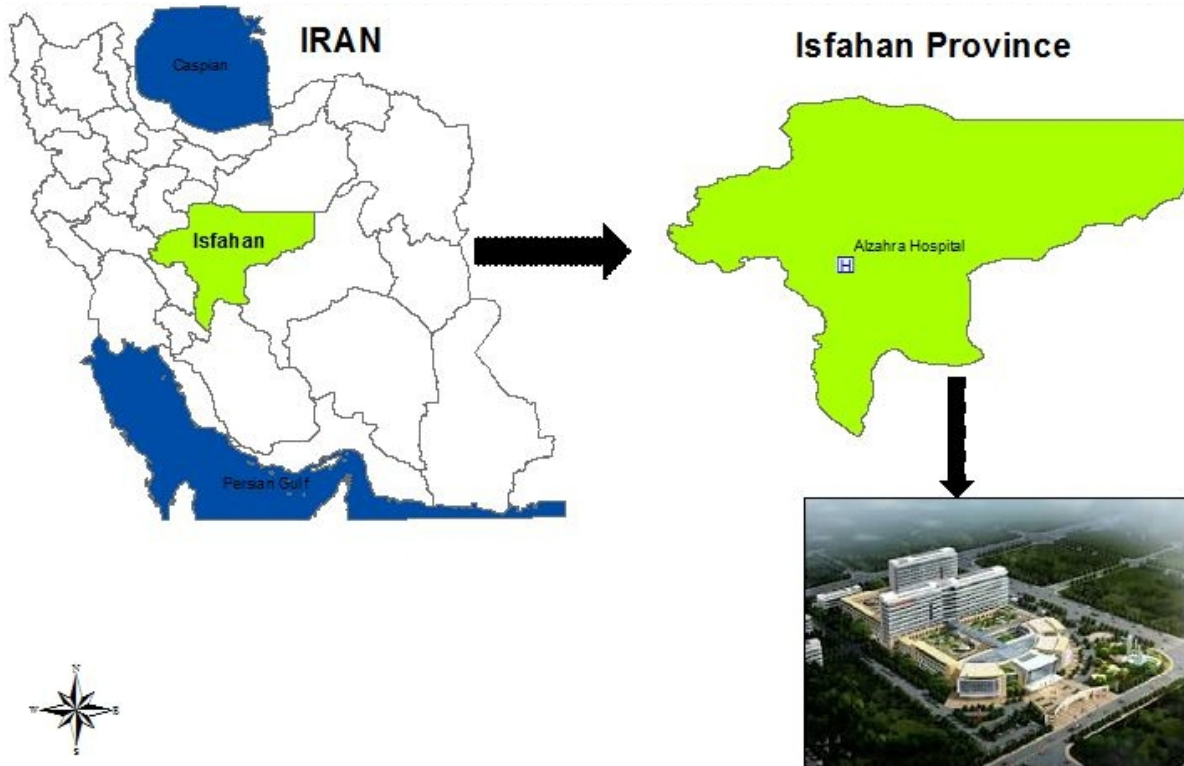 IRAN
Isfahan Province
Caspian
Isfahan
Alzahra Hospital
H
Persian Gulf
N
W
E
S